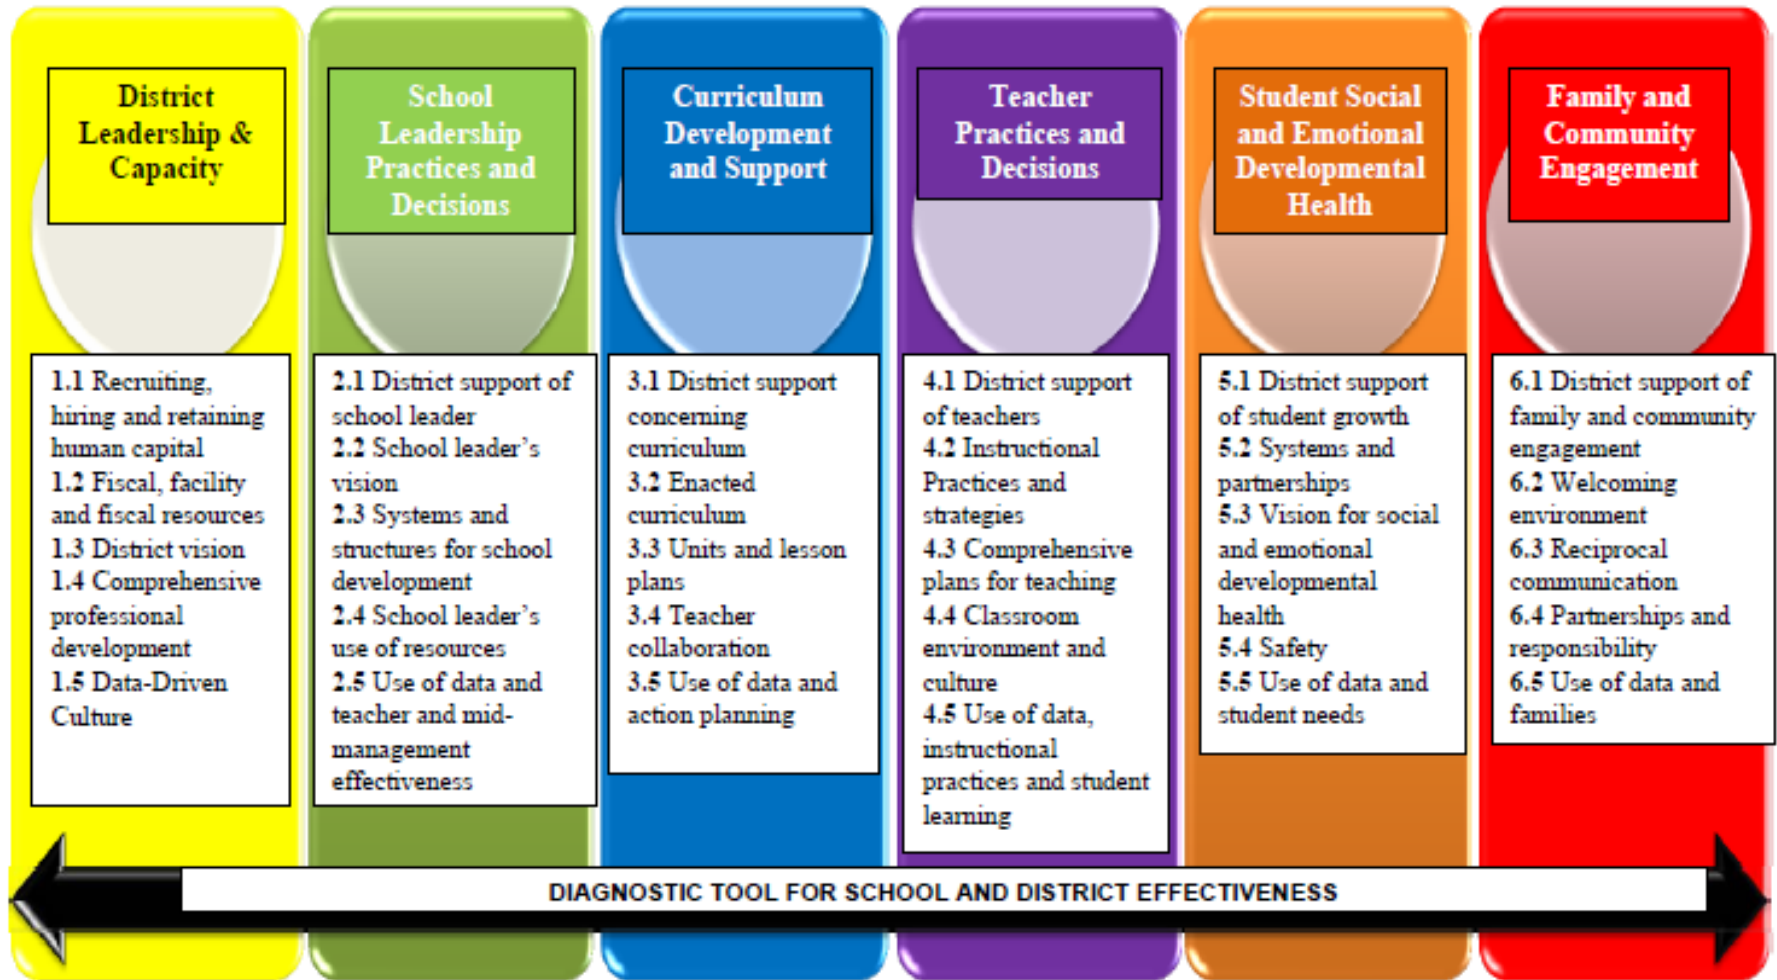 District
Leadership &
Capacity
1.1 Recruiting,
hiring and retaining
human capital
1.2 Fiscal, facility
and fiscal resources
1.3 District vision
1.4 Comprehensive
professional
development
1.5 Data-Driven
Culture
School
Leadership
Practices and
Decisions
2.1 District support of
school leader
2.2 School leader's
vision
2.3 Systems and
structures for school
development
2.4 School leader's
use of resources
2.5 Use of data and
teacher and mid-
management
effectiveness
Curriculum
Development
and Support
3.1 District support
concerning
curriculum
3.2 Enacted
curriculum
3.3 Units and lesson
plans
3.4 Teacher
collaboration
3.5 Use of data and
action planning
Teacher
Practices and
Decisions
4.1 District support
of teachers
4.2 Instructional
Practices and
strategies
4.3 Comprehensive
plans for teaching
4.4 Classroom
environment and
culture
4.5 Use of data,
instructional
practices and student
learning
Student Social
and Emotional
Developmental
Health
5.1 District support
of student growth
5.2 Systems and
partnerships
5.3 Vision for social
and emotional
developmental
health
5.4 Safety
5.5 Use of data and
student needs
Family and
Community
Engagement
6.1 District support of
family and community
engagement
6.2 Welcoming
environment
6.3 Reciprocal
communication
6.4 Partnerships and
responsibility
6.5 Use of data and
families
DIAGNOSTIC TOOL FOR SCHOOL AND DISTRICT EFFECTIVENESS